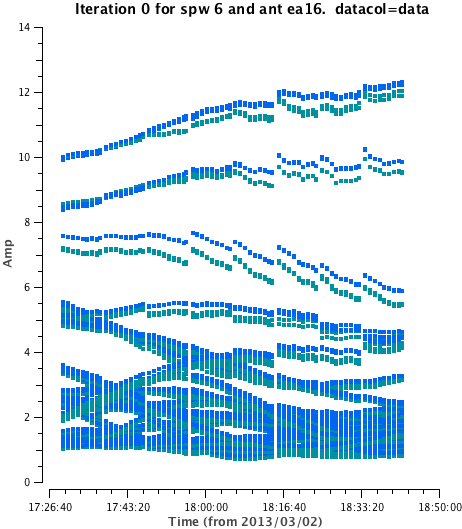 Iteration 0 for spw 6 and ant ea16. datacol=data
14
12
10
8
6
4
2
0
Amp
17:26:40 17:43:20 18:00:00 18:16:40 18:33:20 18:50:00
Time (from 2013/03/02)